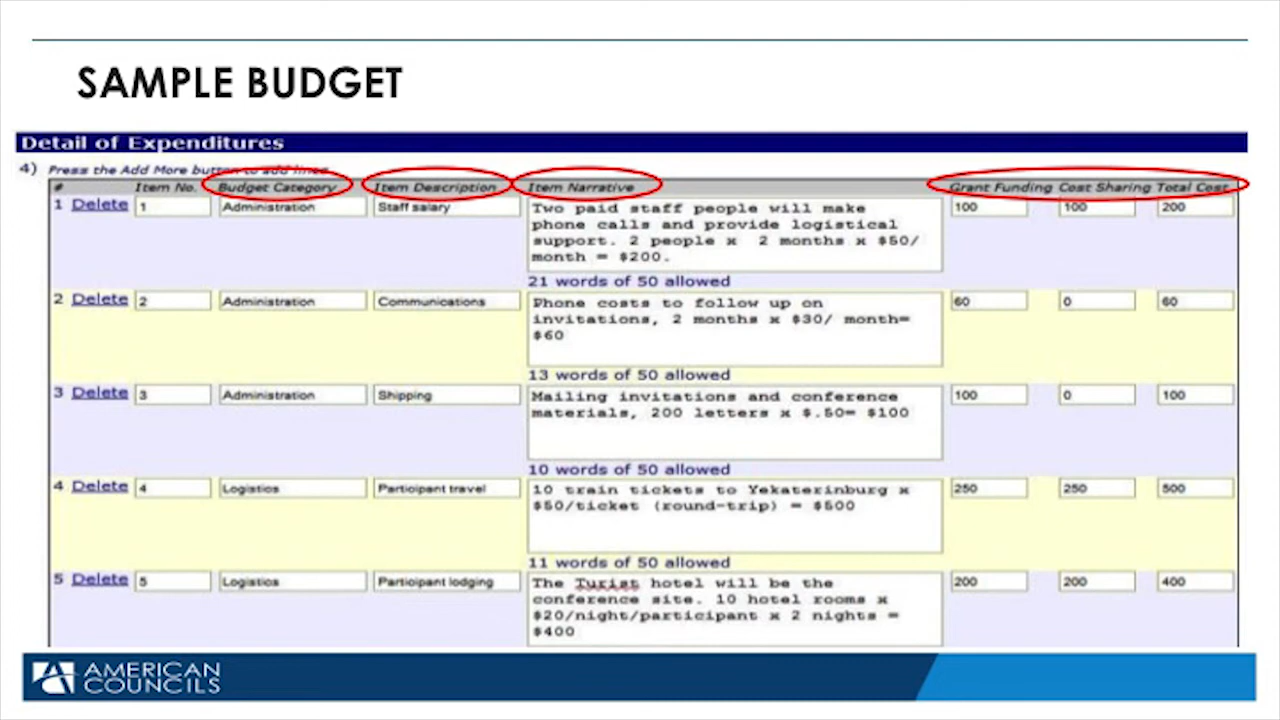 SAMPLE BUDGET
Detail of Expenditures
4) Press the Add More button to add lines.
# Item No. Budget Category Item Description Item Narrative Grant Funding Cost Sharing Total Cost
1 Delete 1 Administration Staff salary Two paid staff people will make 100 100 200
phone calls and provide logistical
support. 2 people x 2 months x $50/
month = $200.
21 words of 50 allowed
2 Delete 2 Administration Communications Phone costs to follow up on 60 0 60
invitations, 2 months x $30/ month=
$60
13 words of 50 allowed
3 Delete 3 Administration Shipping Mailing invitations and conference 100 0 100
materials, 200 letters x $.50= $100
10 words of 50 allowed
4 Delete 4 Logistics Participant travel 10 train tickets to Yekaterinburg x 250 250 500
$50/ticket (round-trip) = $500
11 words of 50 allowed
5 Delete 5 Logistics Participant lodging The Turist hotel will be the 200 200 400
conference site. 10 hotel rooms x
$20/night/participant x 2 nights =
$400
AMERICAN
COUNCILS